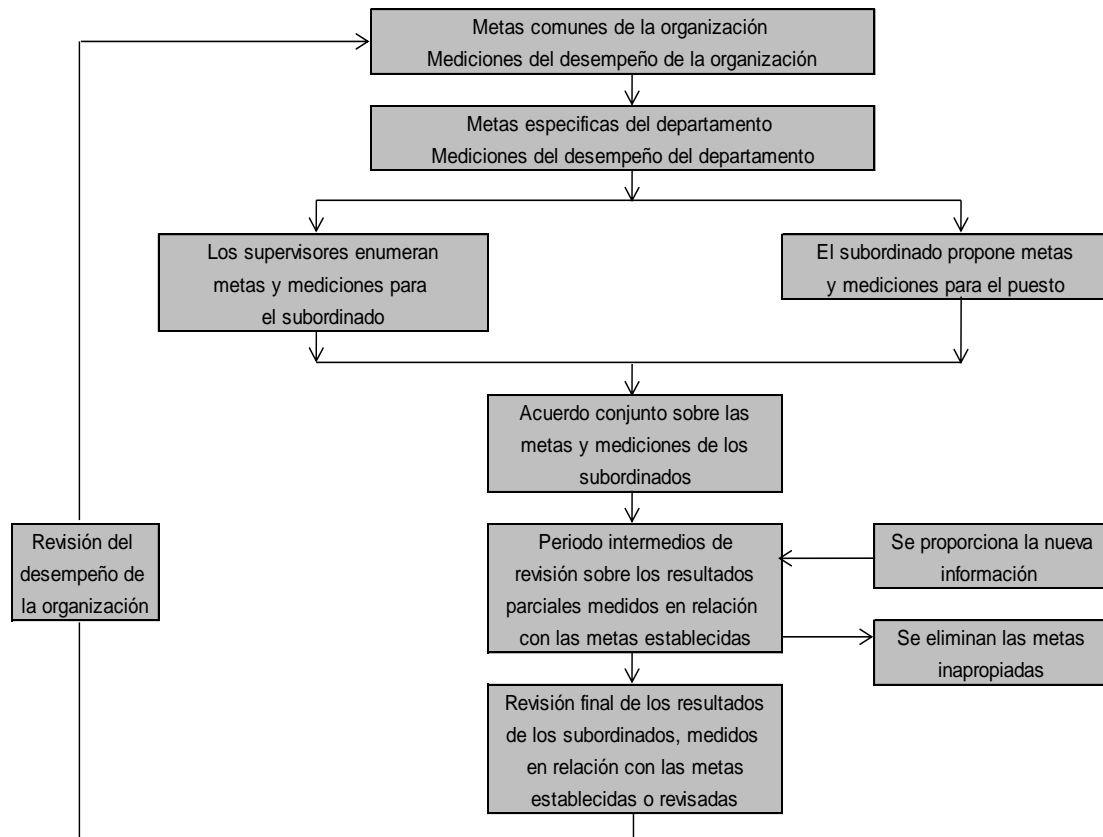 Metas comunes de la organización
Mediciones del desempeño de la organización
Metas especificas del departamento
Mediciones del desempeño del departamento
Los supervisores enumeran
metas y mediciones para
el subordinado
El subordinado propone metas
y mediciones para el puesto
Acuerdo conjunto sobre las
metas y mediciones de los
subordinados
Revisión del
desempeño de
la organización
Periodo intermedios de
revisión sobre los resultados
parciales medidos en relación
con las metas establecidas
Se proporciona la nueva
información
Se eliminan las metas
inapropiadas
Revisión final de los resultados
de los subordinados, medidos
en relación con las metas
establecidas o revisadas